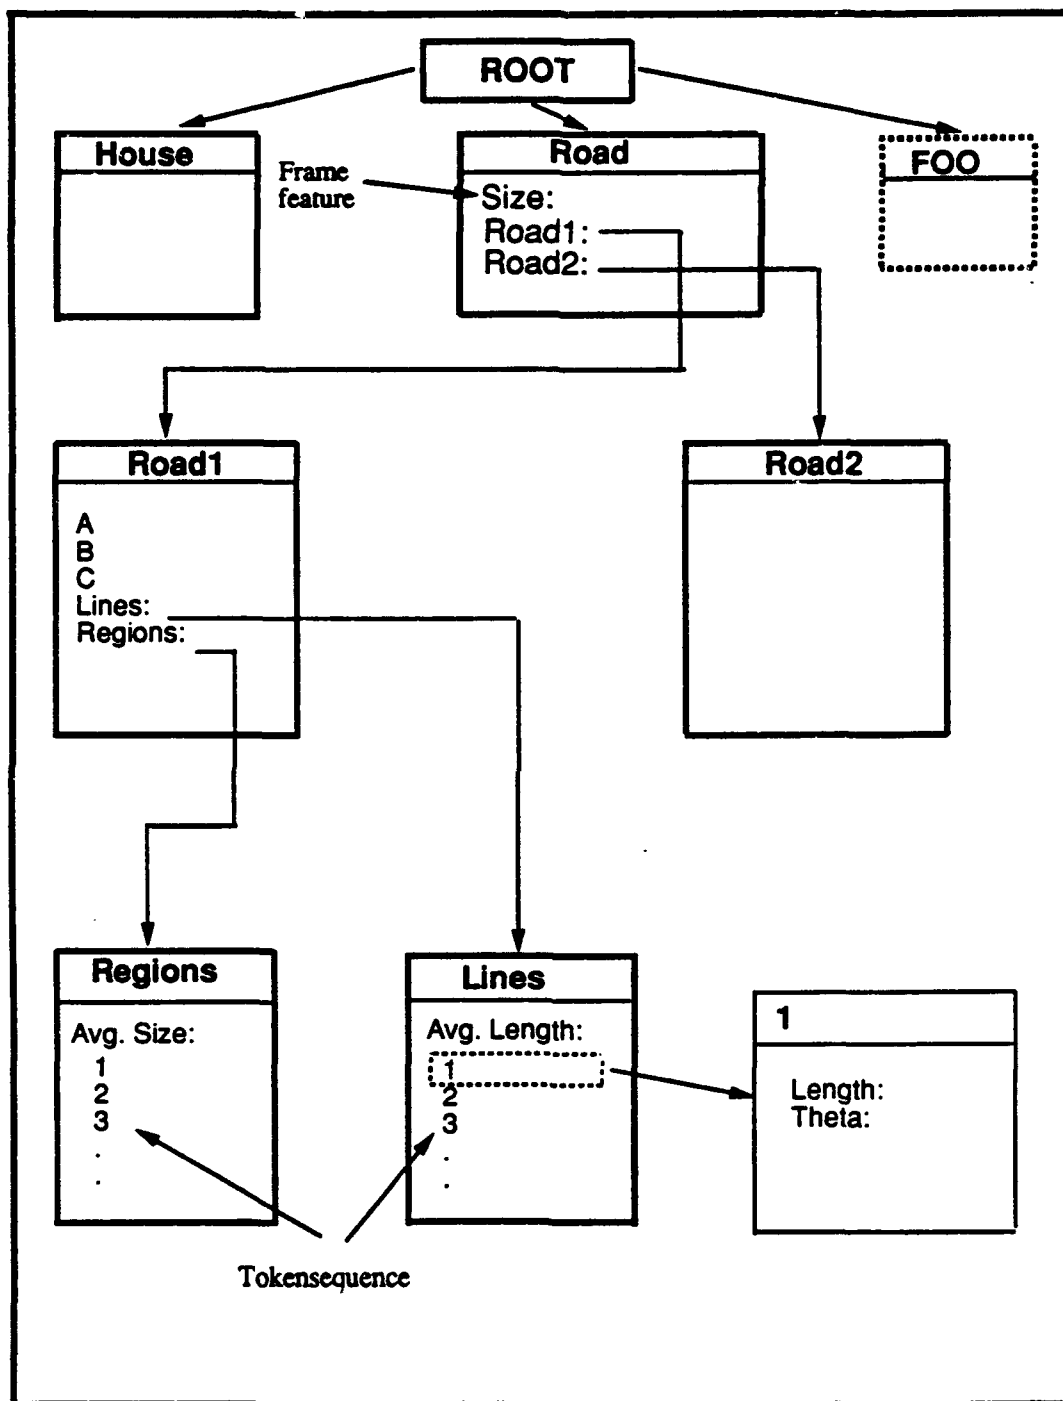 ROOT
House
Road
FOO
Frame
feature
Size:
Road1:
Road2:
Road1
A
B
C
Lines:
Regions:
Road2
Regions
Avg. Size:
1
2
3
.
.
Lines
Avg. Length:
1
2
3
.
.
1
Length:
Theta:
Tokensequence